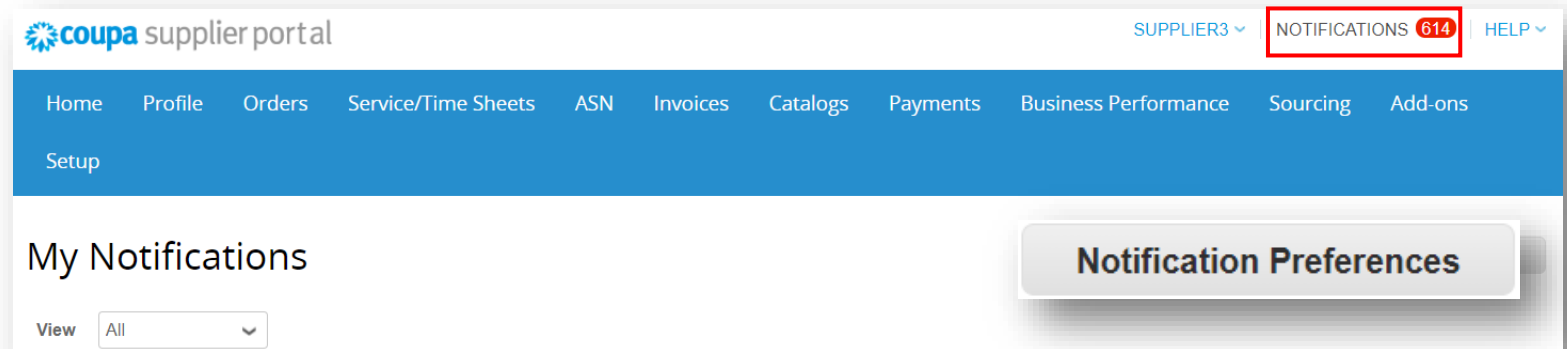 coupa supplier portal SUPPLIER3 NOTIFICATIONS 614 HELP
Home Profile Orders Service/Time Sheets ASN Invoices Catalogs Payments Business Performance Sourcing Add-ons
Setup
My Notifications Notification Preferences
View All